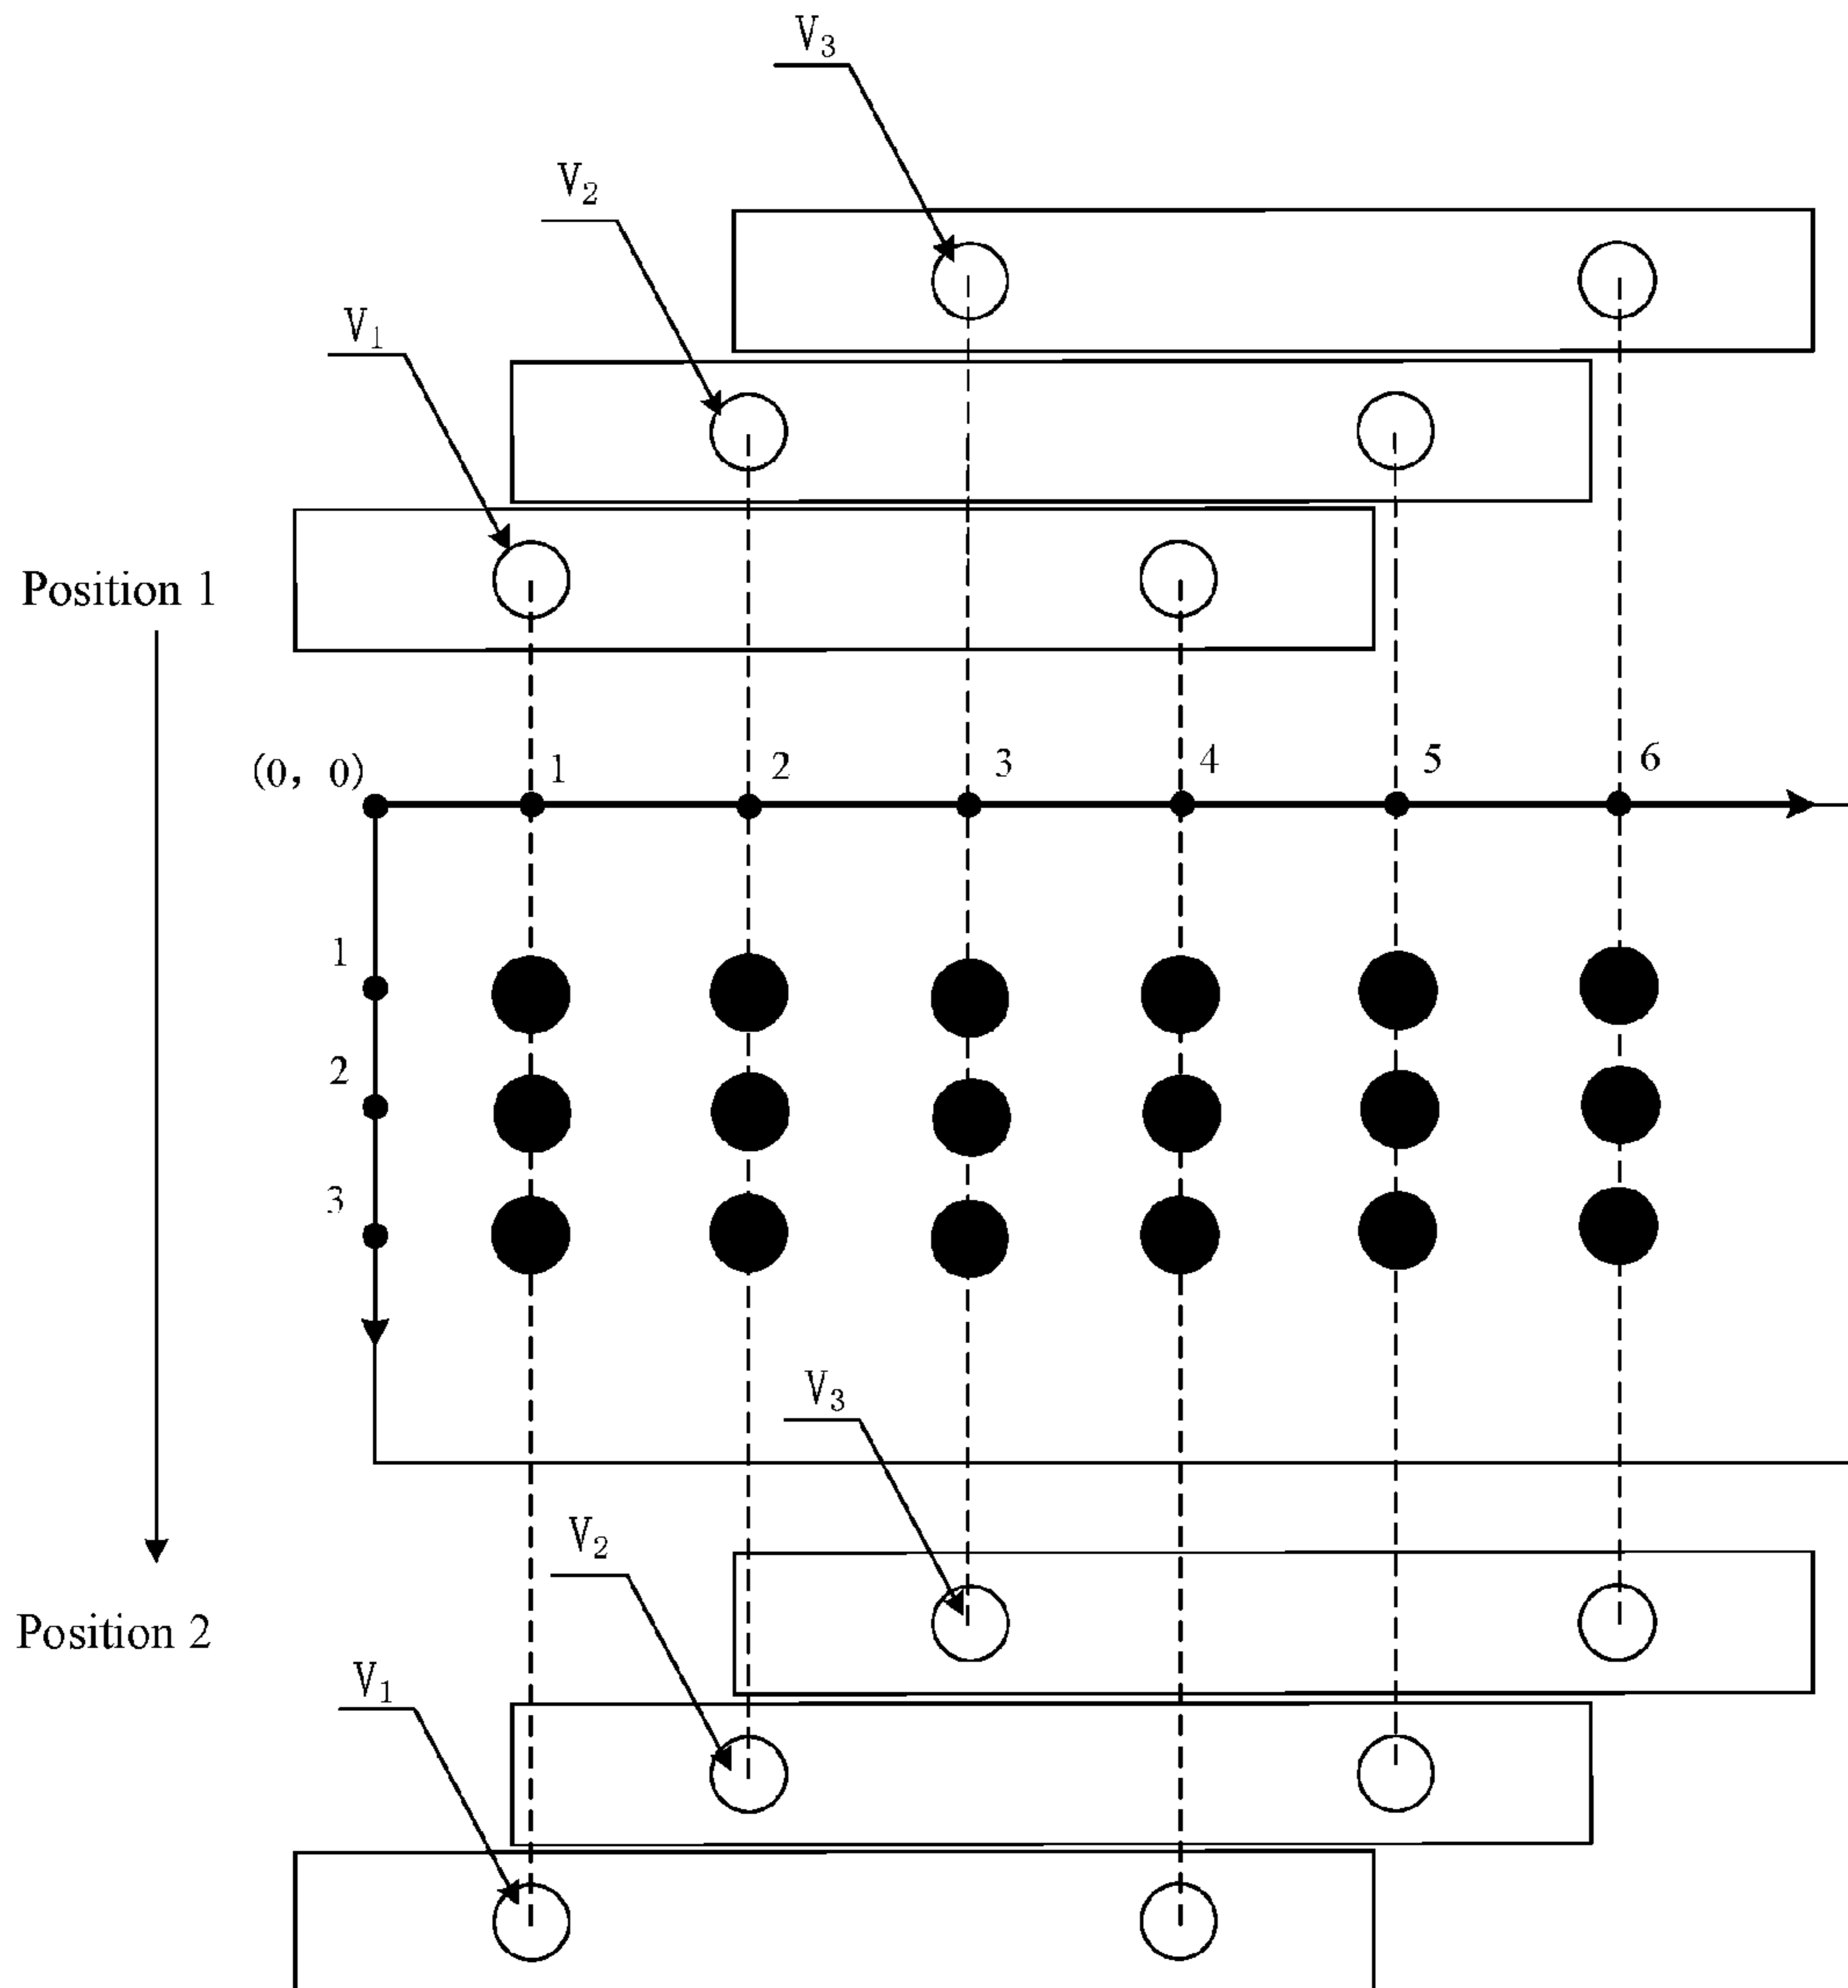 V₃
V₂
V₁
Position 1
(0, 0) 1 2 3 4 5 6
1
2
3
V₃
V₂
Position 2
V₁